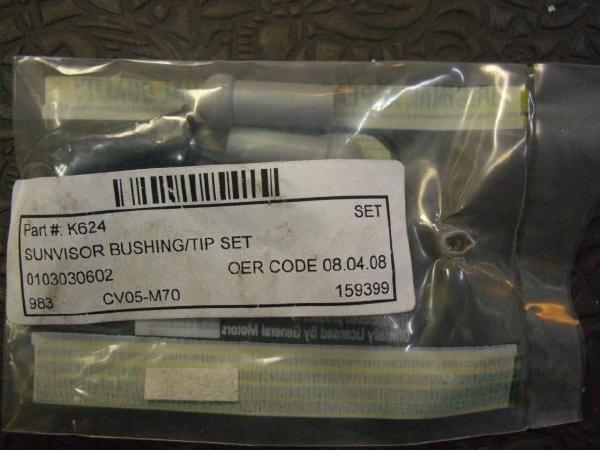 Part #: K624 SET
SUNVISOR BUSHING/TIP SET
0103030602 OER CODE 08.04.08
983 CV05-M70 159399
Licensed By General Motors